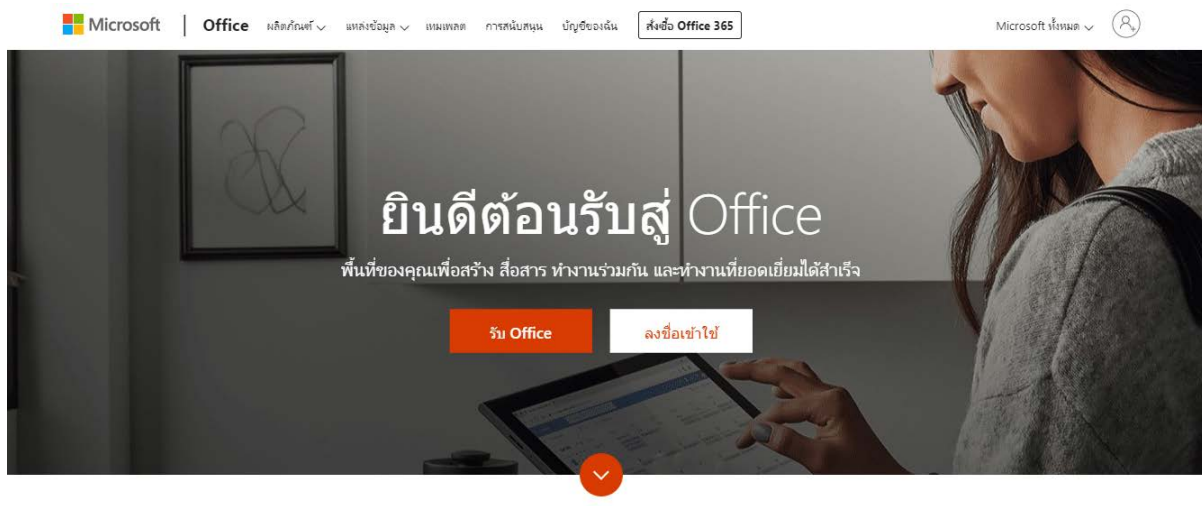 Microsoft Office ผลิตภัณฑ์ แหล่งข้อมูล เทมเพลต การสนับสนุน บัญชีของฉัน สั่งซื้อ Office 365 Microsoft ทั้งหมด
ยินดีต้อนรับสู่ Office
พื้นที่ของคุณเพื่อสร้าง สื่อสาร ทำงานร่วมกัน และทำงานที่ยอดเยี่ยมได้สำเร็จ
รับ Office ลงชื่อเข้าใช้